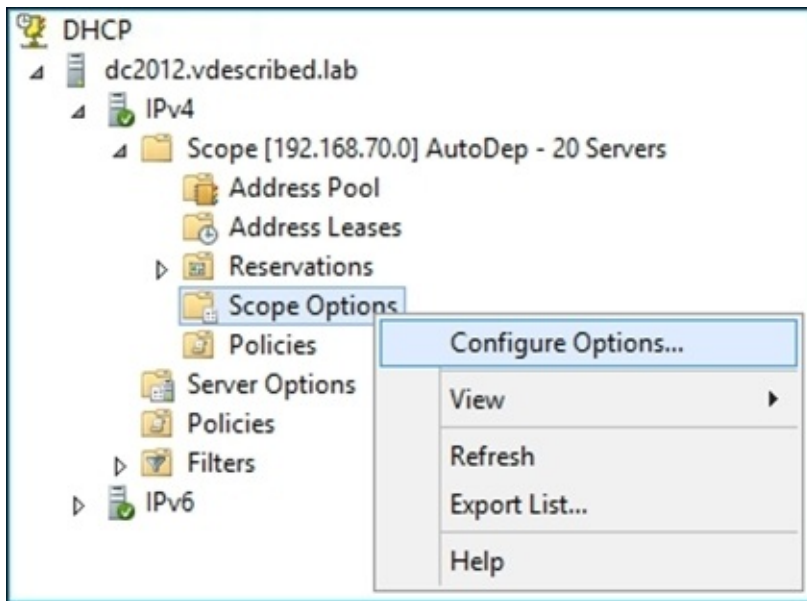 DHCP
dc2012.vdescribed.lab
IPv4
Scope [192.168.70.0] AutoDep - 20 Servers
Address Pool
Address Leases
Reservations
Scope Options
Policies
Server Options
Policies
Filters
IPv6
Configure Options...
View
Refresh
Export List...
Help